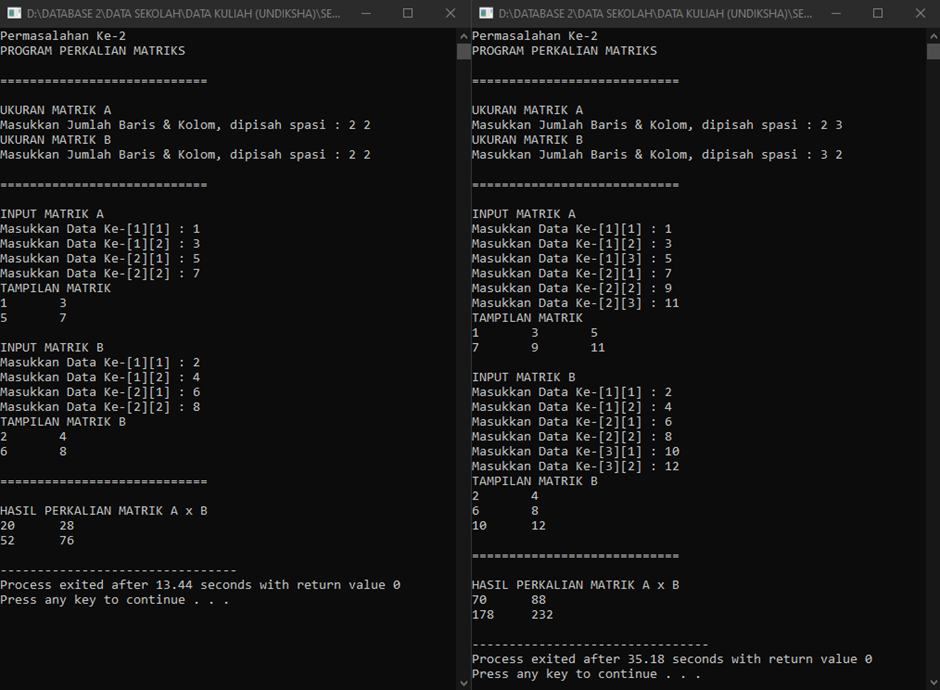 D:\DATABASE 2\DATA SEKOLAH\DATA KULIAH (UNDIKSHA)\SE...
Permasalahan Ke-2
PROGRAM PERKALIAN MATRIKS
============================
UKURAN MATRIK A
Masukkan Jumlah Baris & Kolom, dipisah spasi : 2 2
UKURAN MATRIK B
Masukkan Jumlah Baris & Kolom, dipisah spasi : 2 2
============================
INPUT MATRIK A
Masukkan Data Ke-[1][1] : 1
Masukkan Data Ke-[1][2] : 3
Masukkan Data Ke-[2][1] : 5
Masukkan Data Ke-[2][2] : 7
TAMPILAN MATRIK
1 3
5 7
INPUT MATRIK B
Masukkan Data Ke-[1][1] : 2
Masukkan Data Ke-[1][2] : 4
Masukkan Data Ke-[2][1] : 6
Masukkan Data Ke-[2][2] : 8
TAMPILAN MATRIK B
2 4
6 8
============================
HASIL PERKALIAN MATRIK A x B
20 28
52 76
--------------------------------
Process exited after 13.44 seconds with return value 0
Press any key to continue . . .
D:\DATABASE 2\DATA SEKOLAH\DATA KULIAH (UNDIKSHA)\SE...
Permasalahan Ke-2
PROGRAM PERKALIAN MATRIKS
============================
UKURAN MATRIK A
Masukkan Jumlah Baris & Kolom, dipisah spasi : 2 3
UKURAN MATRIK B
Masukkan Jumlah Baris & Kolom, dipisah spasi : 3 2
============================
INPUT MATRIK A
Masukkan Data Ke-[1][1] : 1
Masukkan Data Ke-[1][2] : 3
Masukkan Data Ke-[1][3] : 5
Masukkan Data Ke-[2][1] : 7
Masukkan Data Ke-[2][2] : 9
Masukkan Data Ke-[2][3] : 11
TAMPILAN MATRIK
1 3 5
7 9 11
INPUT MATRIK B
Masukkan Data Ke-[1][1] : 2
Masukkan Data Ke-[1][2] : 4
Masukkan Data Ke-[2][1] : 6
Masukkan Data Ke-[2][2] : 8
Masukkan Data Ke-[3][1] : 10
Masukkan Data Ke-[3][2] : 12
TAMPILAN MATRIK B
2 4
6 8
10 12
============================
HASIL PERKALIAN MATRIK A x B
70 88
178 232
--------------------------------
Process exited after 35.18 seconds with return value 0
Press any key to continue . . .